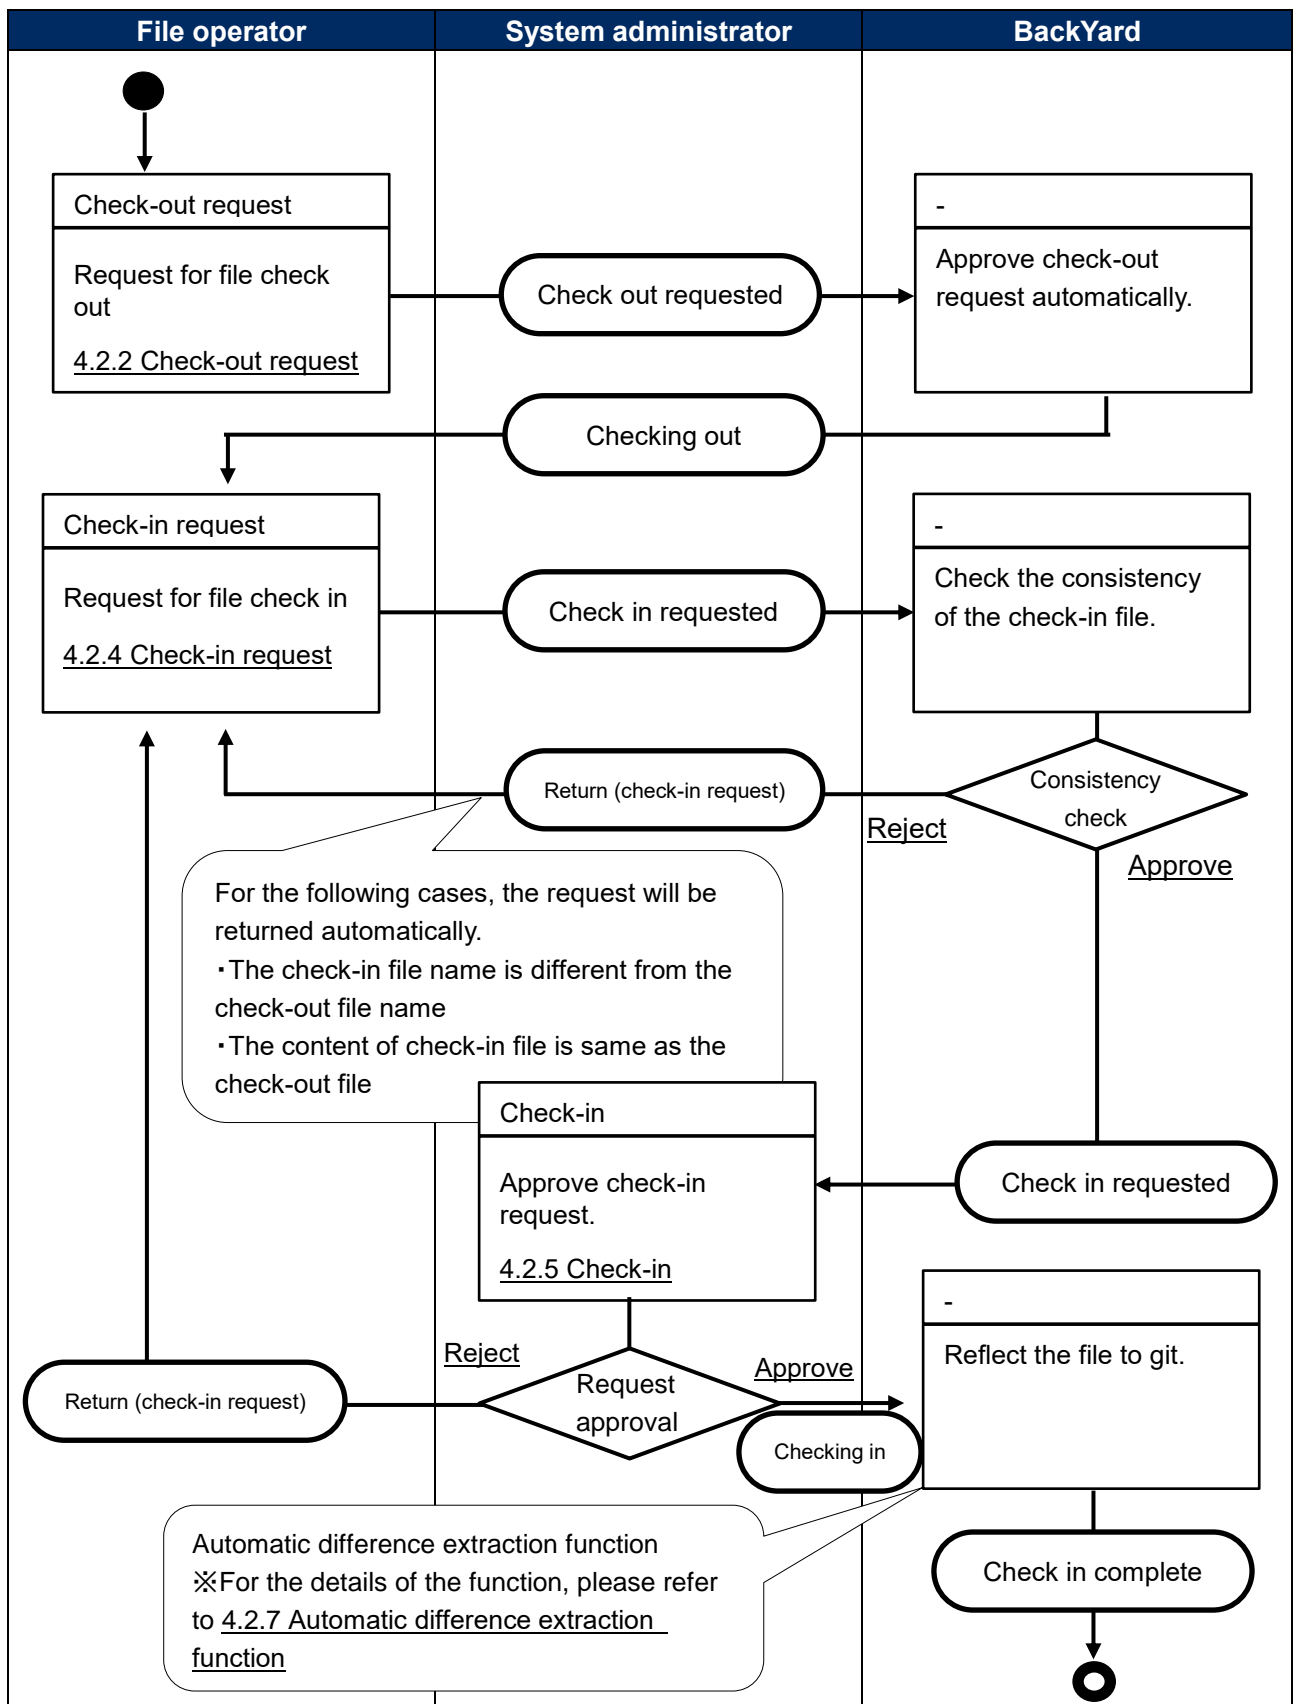 File operator
System administrator
BackYard
Check-out request
Request for file check
out
4.2.2 Check-out request
Check out requested
-
Approve check-out
request automatically.
Checking out
Check-in request
Request for file check in
4.2.4 Check-in request
Check in requested
-
Check the consistency
of the check-in file.
Return (check-in request)
Consistency
check
Reject
Approve
For the following cases, the request will be
returned automatically.
・The check-in file name is different from the
check-out file name
・The content of check-in file is same as the
check-out file
Check-in
Approve check-in
request.
4.2.5 Check-in
Check in requested
-
Reflect the file to git.
Reject
Request
approval
Approve
Return (check-in request)
Checking in
Automatic difference extraction function
※For the details of the function, please refer
to 4.2.7 Automatic difference extraction
function
Check in complete